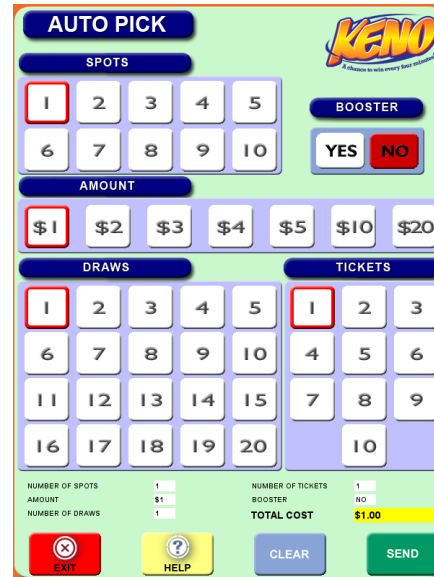 AUTO PICK
KENO
A chance to win every four minutes!
SPOTS
1 2 3 4 5
6 7 8 9 10
BOOSTER
YES NO
AMOUNT
$1 $2 $3 $4 $5 $10 $20
DRAWS
1 2 3 4 5
6 7 8 9 10
11 12 13 14 15
16 17 18 19 20
TICKETS
1 2 3
4 5 6
7 8 9
10
NUMBER OF SPOTS 1
AMOUNT $1
NUMBER OF DRAWS 1
NUMBER OF TICKETS 1
BOOSTER NO
TOTAL COST $1.00
EXIT
? HELP
CLEAR
SEND